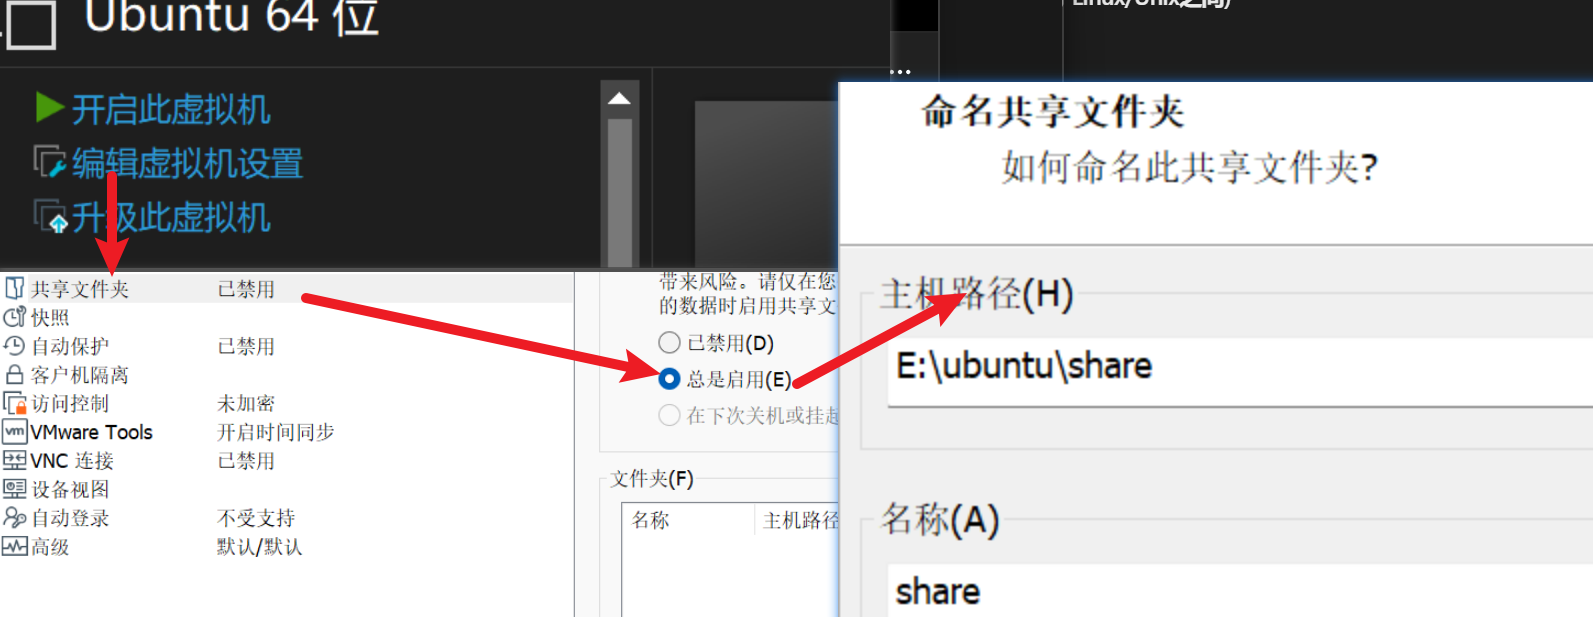 Ubuntu 64 位
开启此虚拟机
编辑虚拟机设置
升级此虚拟机
共享文件夹 已禁用
快照
自动保护 已禁用
客户机隔离
访问控制 未加密
VMware Tools 开启时间同步
VNC 连接 已禁用
设备视图
自动登录 不受支持
高级 默认/默认
带来风险。请仅在您
的数据时启用共享文
已禁用(D)
总是启用(E)
在下次关机或挂起
文件夹(F)
名称 主机路径
Linux/Unix之间)
...
命名共享文件夹
如何命名此共享文件夹?
主机路径(H)
E:\ubuntu\share
名称(A)
share